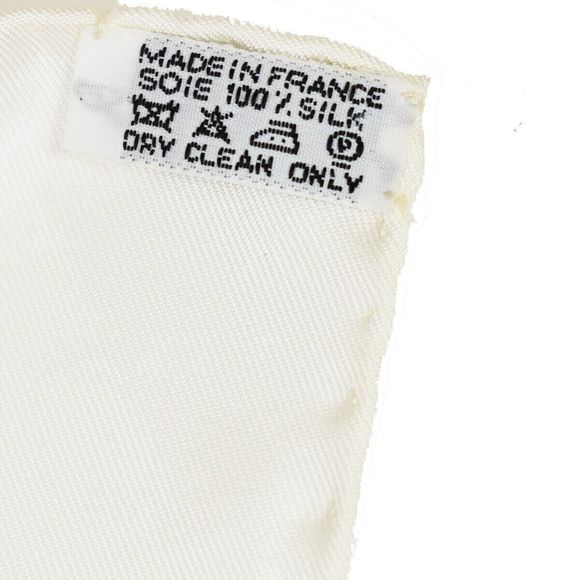 MADE IN FRANCE
SOIE 100 % SILK
P
DRY CLEAN ONLY